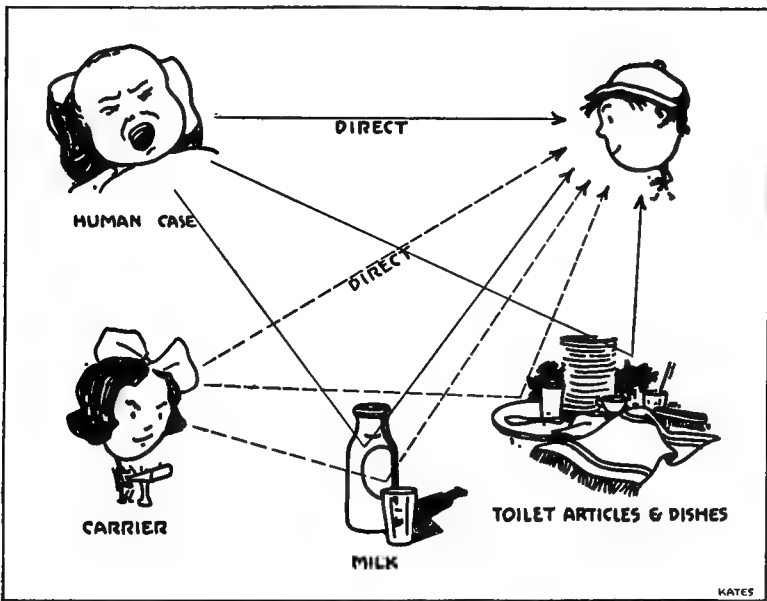 DIRECT
HUMAN CASE
DIRECT
CARRIER
MILK
TOILET ARTICLES & DISHES
KATES